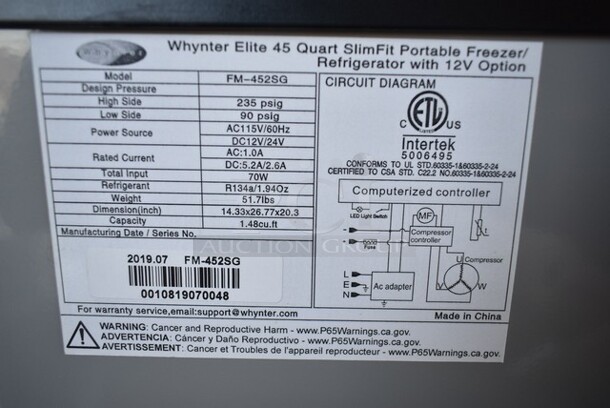 WHYNTER
Whynter Elite 45 Quart SlimFit Portable Freezer/
Refrigerator with 12V Option
Model FM-452SG
Design Pressure
High Side 235 psig
Low Side 90 psig
Power Source AC115V/60Hz
DC12V/24V
Rated Current AC:1.0A
DC:5.2A/2.6A
Total Input 70W
Refrigerant R134a/1.94Oz
Weight 51.7lbs
Dimension(inch) 14.33x26.77x20.3
Capacity 1.48cu.ft
Manufacturing Date / Series No.
2019.07 FM-452SG
0010819070048
For warranty service,email:support@whynter.com
CIRCUIT DIAGRAM
ETL
LISTED
C US
Intertek
5006495
CONFORMS TO UL STD.60335-1&60335-2-24
CERTIFIED TO CSA STD. C22.2 NO.60335-1&60335-2-24
Computerized controller
LED Light Switch
MF
Fuse
Compressor
controller
L
E
N
Ac adapter
U Compressor
V W
Made in China
AUCTION GROUP
WARNING: Cancer and Reproductive Harm - www.P65Warnings.ca.gov.
ADVERTENCIA: Cáncer y Daño Reproductivo - www.P65Warnings.ca.gov.
AVERTISSEMENT: Cancer et Troubles de l'appareil reproducteur - www.P65Warnings.ca.gov.